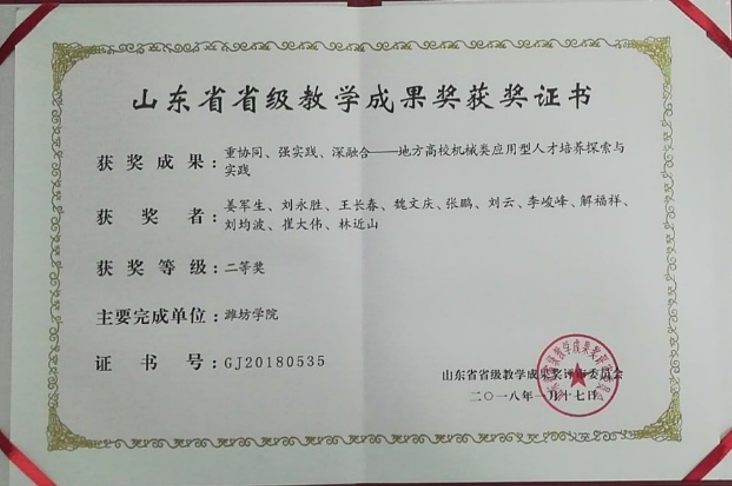 山东省省级教学成果奖获奖证书
获奖成果：重协同、强实践、深融合——地方高校机械类应用型人才培养探索与
实践
获奖者：姜军生、刘永胜、王长春、魏文庆、张鹏、刘云、李峻峰、解福祥、
刘均波、崔大伟、林近山
获奖等级：二等奖
主要完成单位：潍坊学院
证书号：GJ20180535
山东省省级教学成果奖评审委员会
二〇一八年一月十七日